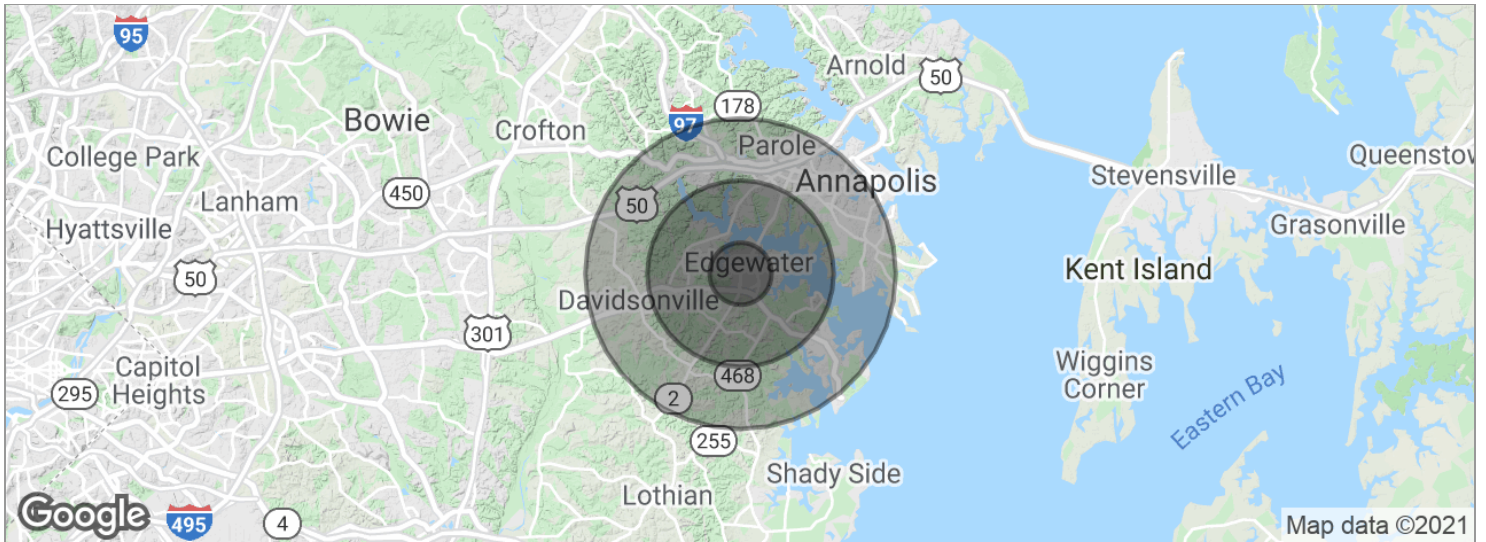 95
Arnold
50
178
Bowie
97
Crofton
Parole
College Park
Queenstow
Stevensville
Annapolis
450
Lanham
50
Grasonville
Hyattsville
Edgewater
Kent Island
50
Davidsonville
301
Capitol
Heights
Wiggins
Corner
468
295
2
Eastern Bay
255
Shady Side
Lothian
Google
495
4
Map data ©2021